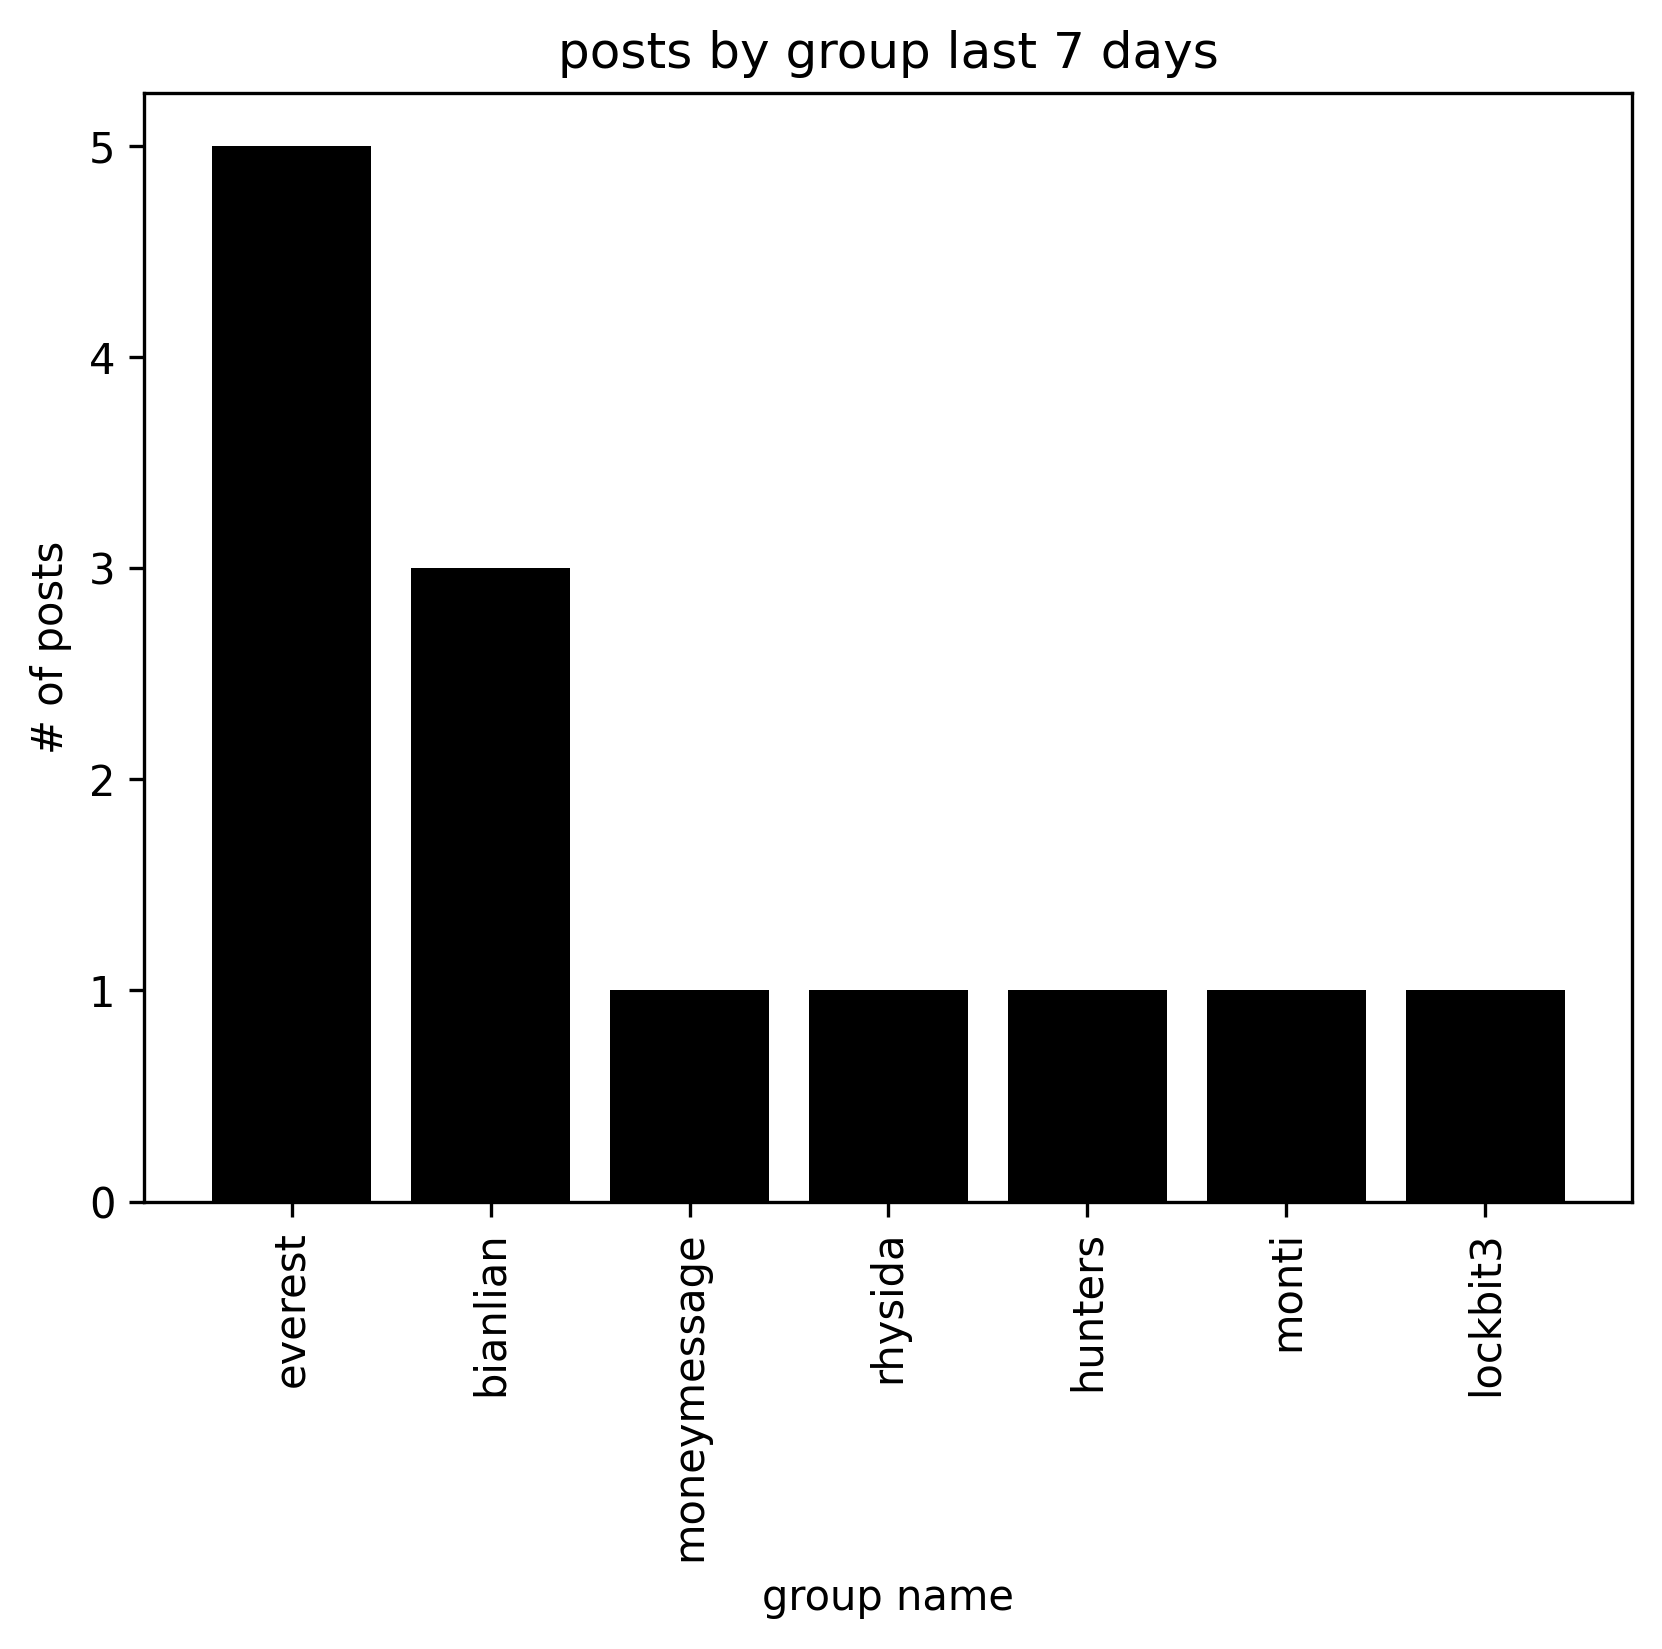 posts by group last 7 days
# of posts
5
4
3
2
1
0
everest
bianlian
moneymessage
rhysida
hunters
monti
lockbit3
group name